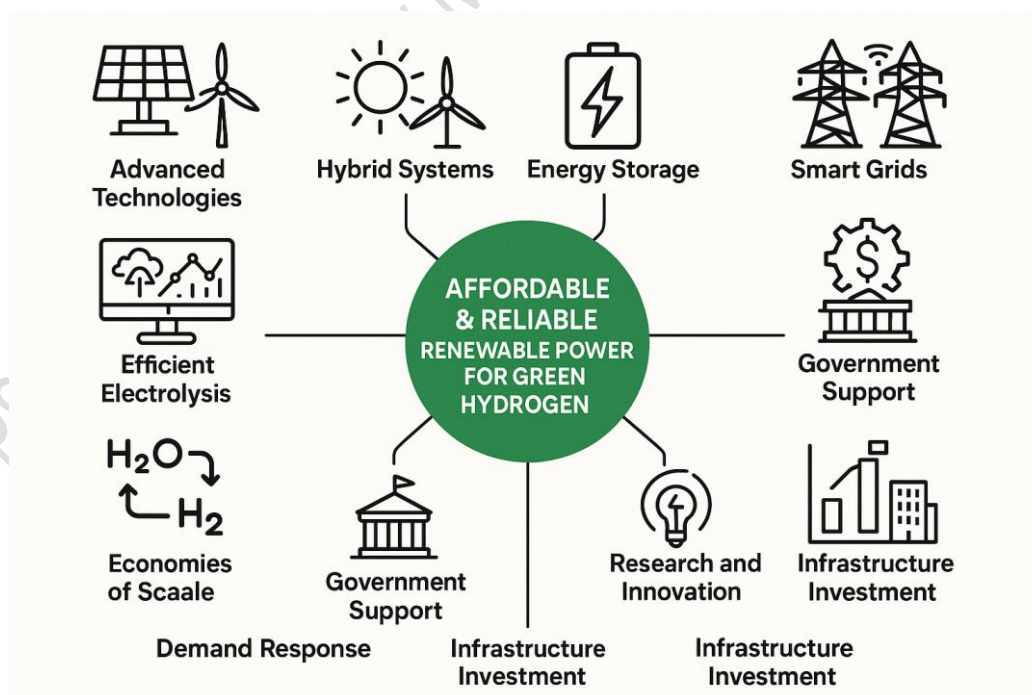 Advanced
Technologies
Hybrid Systems
Energy Storage
Smart Grids
AFFORDABLE
& RELIABLE
RENEWABLE POWER
FOR GREEN
HYDROGEN
Efficient
Electrolysis
$
Government
Support
H₂O
H₂
Economies
of Scaale
Government
Support
Research and
Innovation
Infrastructure
Investment
Demand Response
Infrastructure
Investment
Infrastructure
Investment